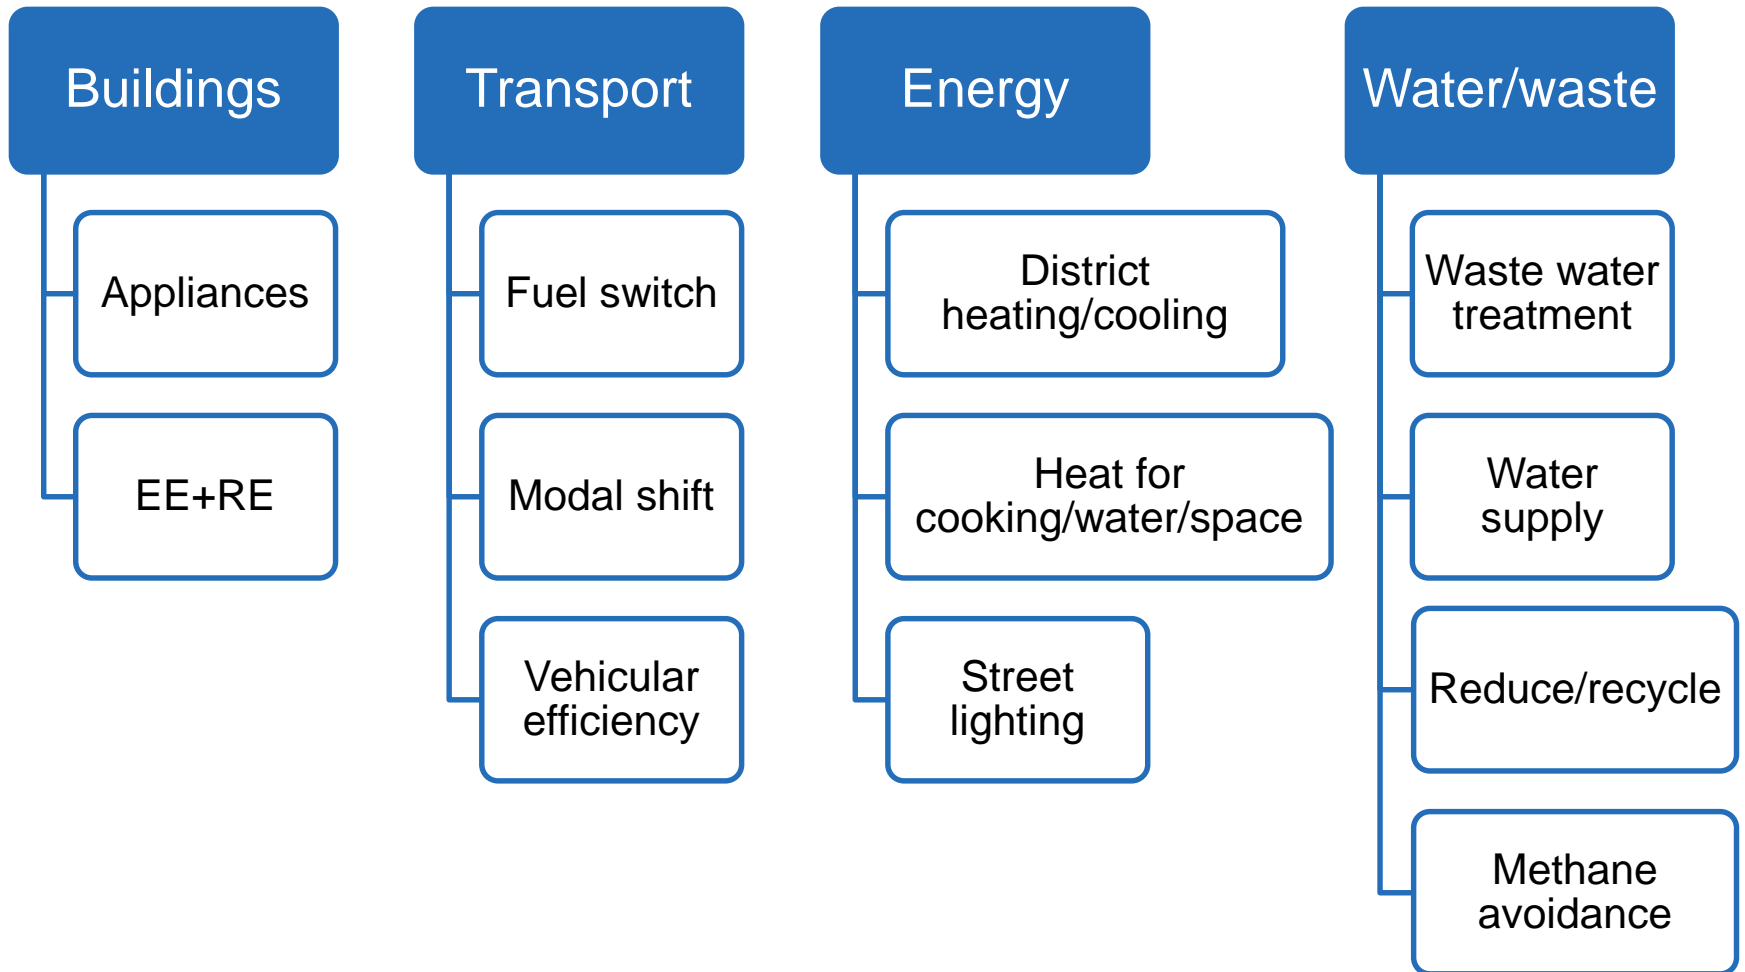 Buildings
Appliances
EE+RE
Transport
Fuel switch
Modal shift
Vehicular
efficiency
Energy
District
heating/cooling
Heat for
cooking/water/space
Street
lighting
Water/waste
Waste water
treatment
Water
supply
Reduce/recycle
Methane
avoidance